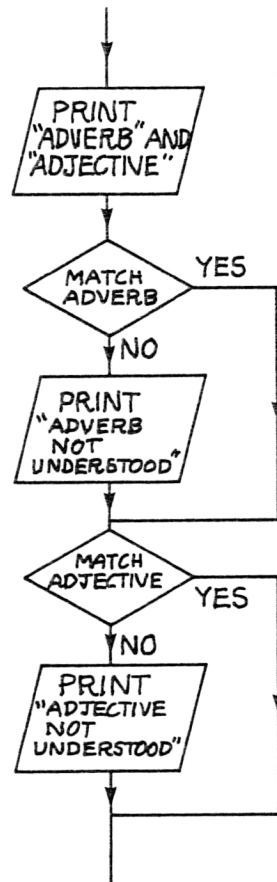 PRINT
"ADVERB" AND
"ADJECTIVE"
MATCH
ADVERB
YES
NO
PRINT
"ADVERB
NOT
UNDERSTOOD"
MATCH
ADJECTIVE
YES
NO
PRINT
"ADJECTIVE
NOT
UNDERSTOOD"